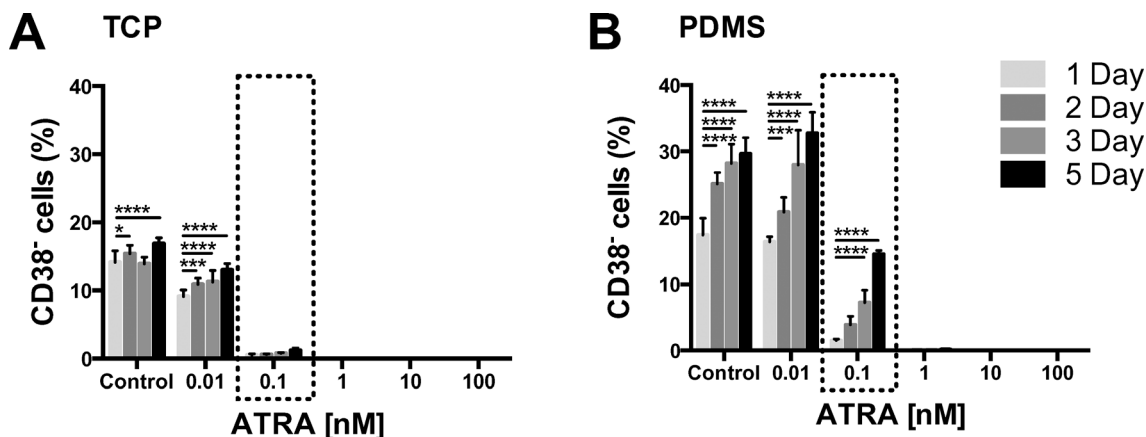 A TCP
CD38⁻ cells (%)
40
30
20
10
0
**** 
*
****
****
***
Control 0.01 0.1 1 10 100
ATRA [nM]
B PDMS
CD38⁻ cells (%)
40
30
20
10
0
****
****
****
****
****
***
****
****
Control 0.01 0.1 1 10 100
ATRA [nM]
1 Day
2 Day
3 Day
5 Day